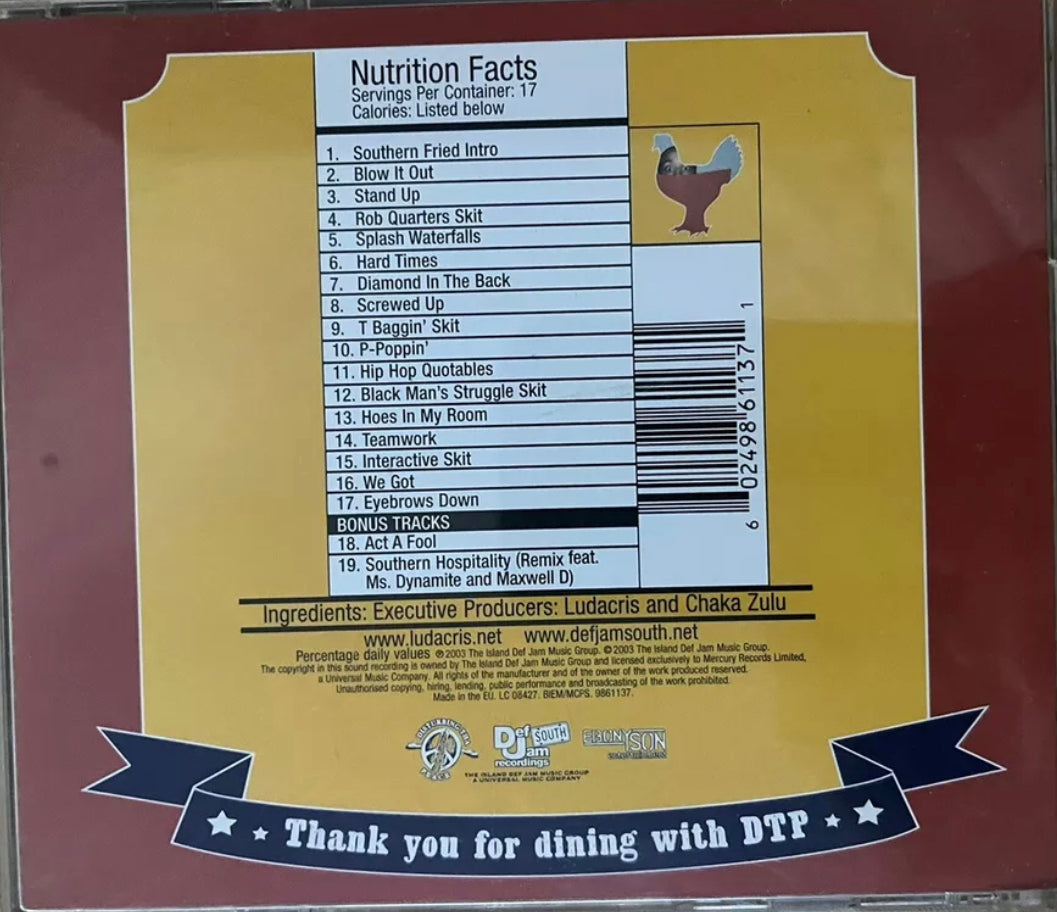 Nutrition Facts
Servings Per Container: 17
Calories: Listed below
1. Southern Fried Intro
2. Blow It Out
3. Stand Up
4. Rob Quarters Skit
5. Splash Waterfalls
6. Hard Times
7. Diamond In The Back
8. Screwed Up
9. T Baggin' Skit
10. P-Poppin'
11. Hip Hop Quotables
12. Black Man's Struggle Skit
13. Hoes In My Room
14. Teamwork
15. Interactive Skit
16. We Got
17. Eyebrows Down
BONUS TRACKS
18. Act A Fool
19. Southern Hospitality (Remix feat.
Ms. Dynamite and Maxwell D)
6 02498 61137 1
Ingredients: Executive Producers: Ludacris and Chaka Zulu
www.ludacris.net www.defjamsouth.net
Percentage daily values ℗2003 The Island Def Jam Music Group. ©2003 The Island Def Jam Music Group.
The copyright in this sound recording is owned by The Island Def Jam Music Group and licensed exclusively to Mercury Records Limited,
a Universal Music Company. All rights of the manufacturer and of the owner of the work produced reserved.
Unauthorised copying, hiring, lending, public performance and broadcasting of the work prohibited.
Made in the EU. LC 08427. BIEM/MCPS. 9861137.
DISTURBING THA
PEACE
Def SOUTH
Jam
recordings
THE ISLAND DEF JAM MUSIC GROUP
A UNIVERSAL MUSIC COMPANY
EBONYSON
entertainment
Thank you for dining with DTP